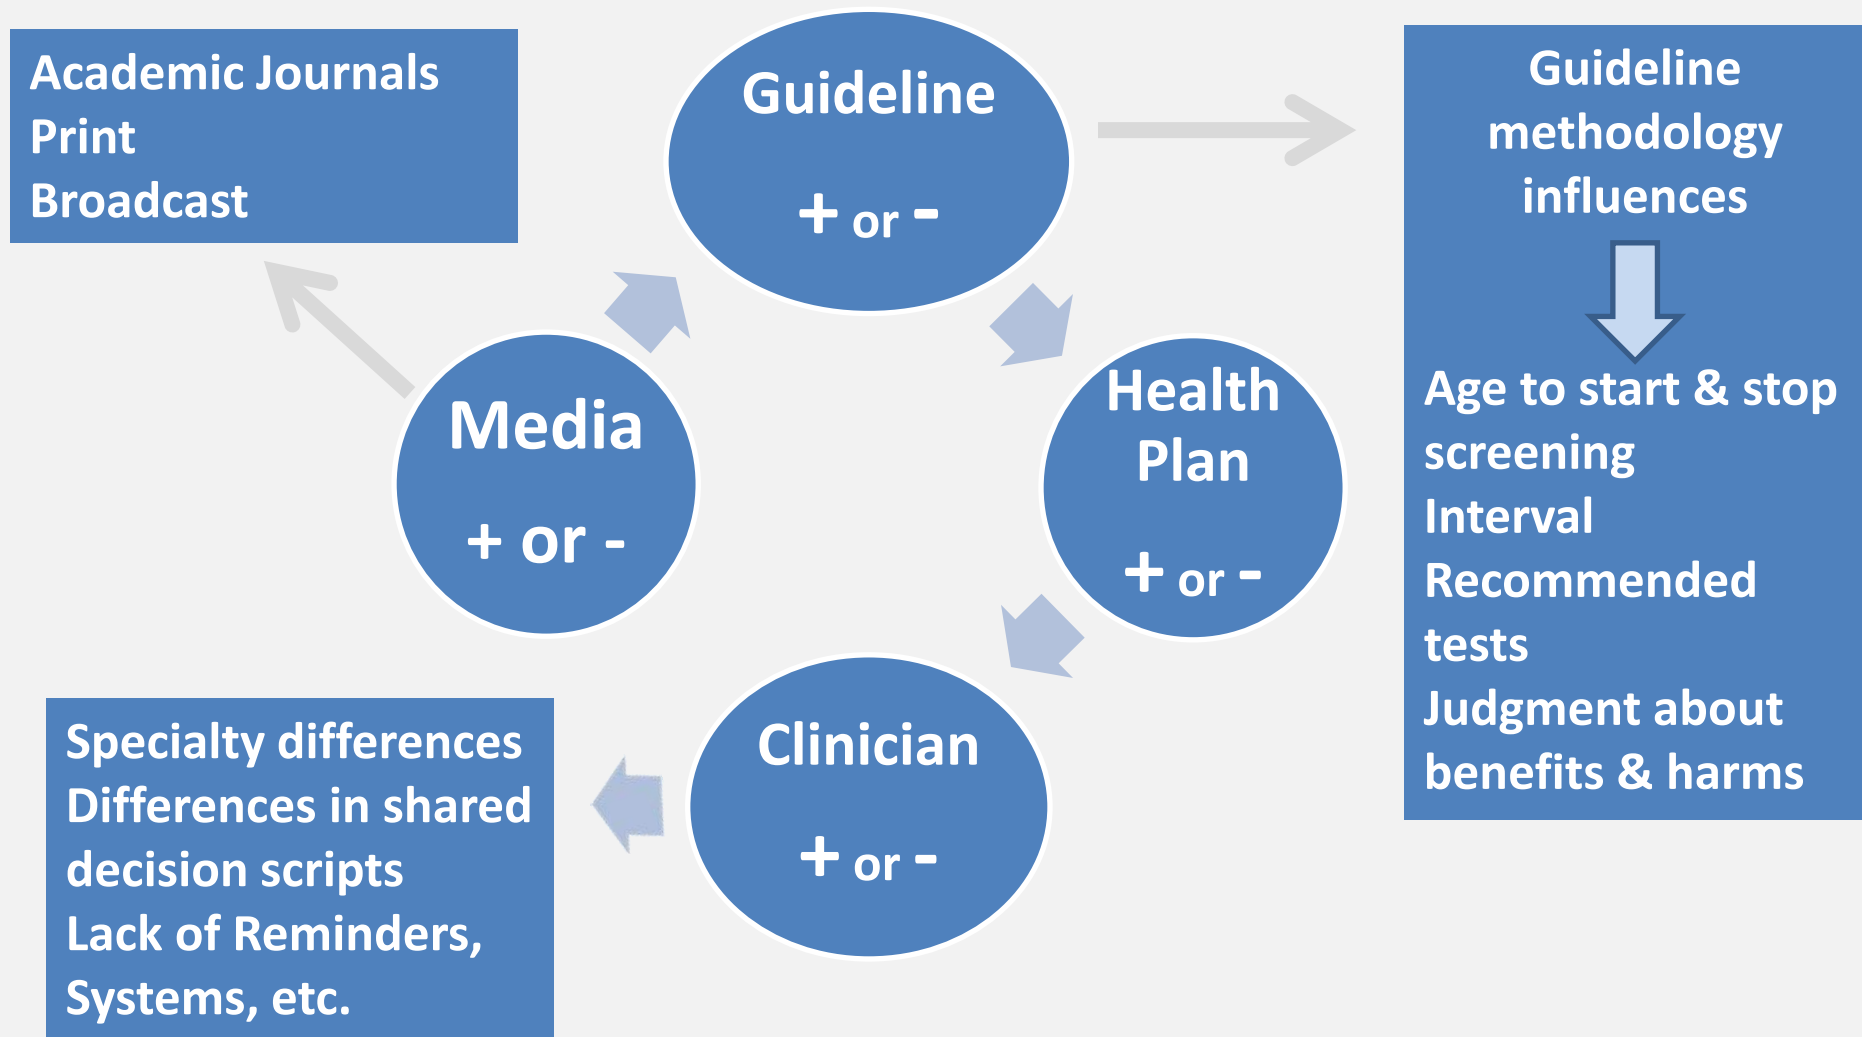 Academic Journals
Print
Broadcast
Guideline
+ or -
Guideline
methodology
influences
Age to start & stop
screening
Interval
Recommended
tests
Judgment about
benefits & harms
Media
+ or -
Health
Plan
+ or -
Clinician
+ or -
Specialty differences
Differences in shared
decision scripts
Lack of Reminders,
Systems, etc.